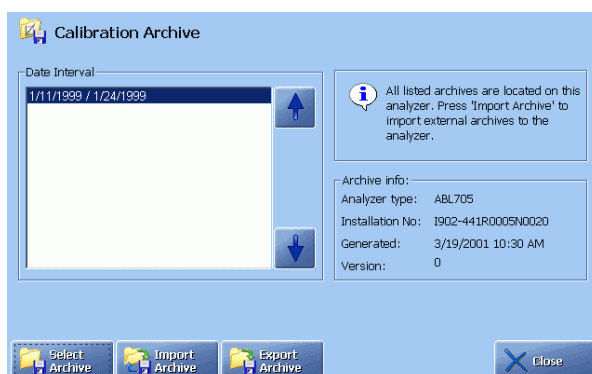 Calibration Archive
Date Interval
1/11/1999 / 1/24/1999
All listed archives are located on this
analyzer. Press 'Import Archive' to
import external archives to the
analyzer.
Archive info:
Analyzer type: ABL705
Installation No: I902-441R0005N0020
Generated: 3/19/2001 10:30 AM
Version: 0
Select
Archive
Import
Archive
Export
Archive
Close